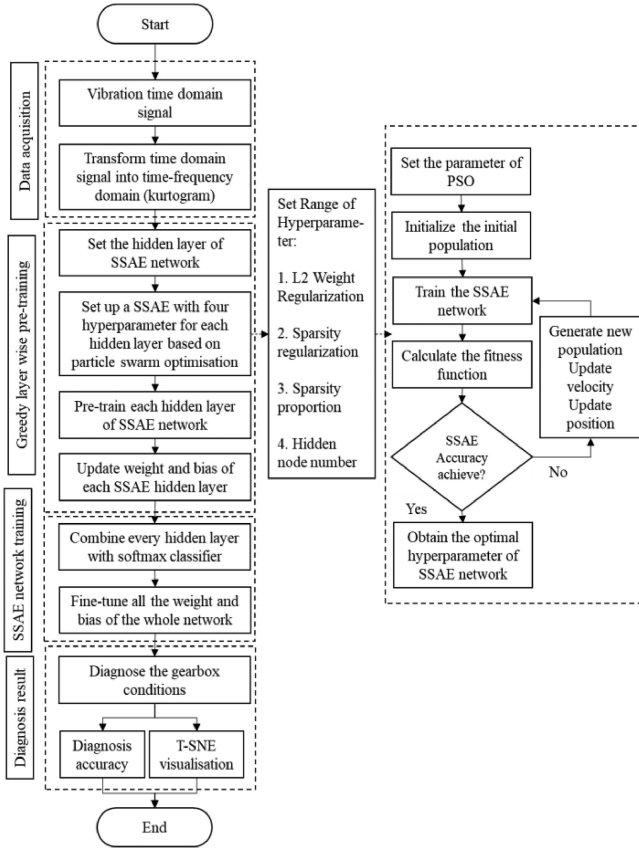 Start
Data acquisition
Vibration time domain
signal
Transform time domain
signal into time-frequency
domain (kurtogram)
Greedy layer wise pre-training
Set the hidden layer of
SSAE network
Set up a SSAE with four
hyperparameter for each
hidden layer based on
particle swarm optimisation
Pre-train each hidden layer
of SSAE network
Update weight and bias of
each SSAE hidden layer
SSAE network training
Combine every hidden layer
with softmax classifier
Fine-tune all the weight and
bias of the whole network
Diagnosis result
Diagnose the gearbox
conditions
Diagnosis
accuracy
T-SNE
visualisation
End
Set Range of
Hyperparame-
ter:
1. L2 Weight
Regularization
2. Sparsity
regularization
3. Sparsity
proportion
4. Hidden
node number
Set the parameter of
PSO
Initialize the initial
population
Train the SSAE
network
Calculate the fitness
function
SSAE
Accuracy
achieve?
No
Generate new
population
Update
velocity
Update
position
Yes
Obtain the optimal
hyperparameter of
SSAE network